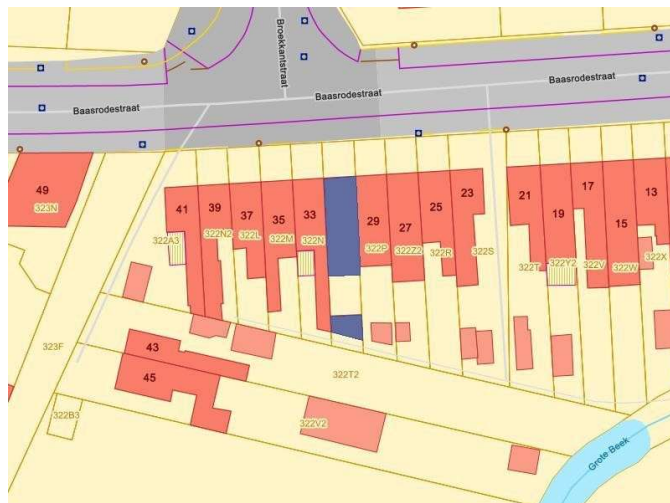 Broekkantstraat
Baasrodestraat
Baasrodestraat
Baasrodestraat
49
323N
41
39
37
35
33
29
27
25
23
21
19
17
15
13
322A3
322N2
322L
322M
322N
322P
322Z2
322R
322S
322T
322Y2
322V
322W
322X
323F
43
45
322T2
322B3
322V2
Grote Beek